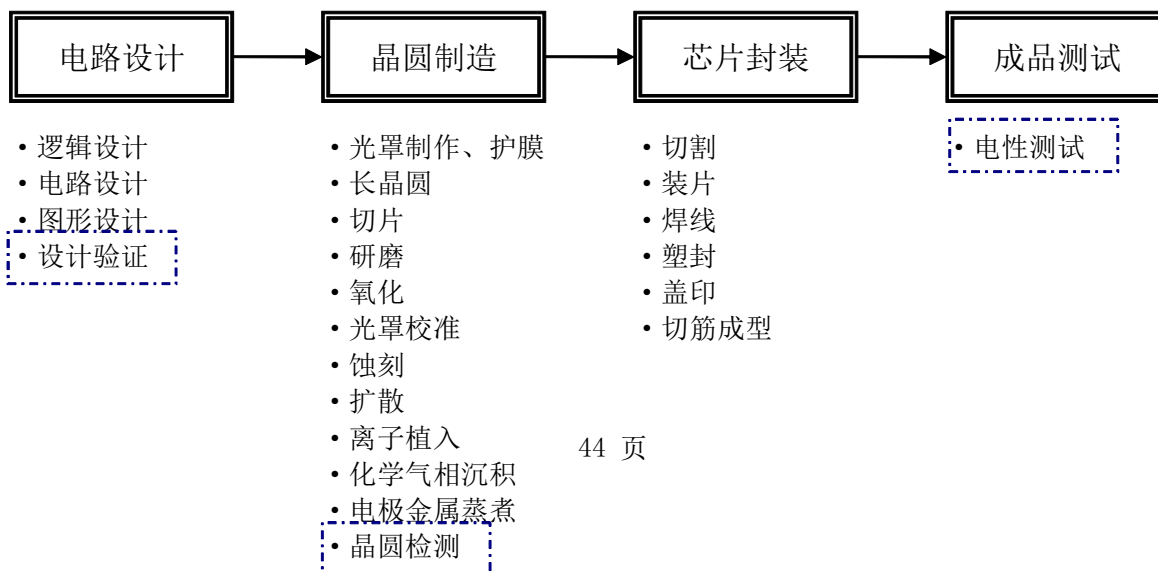 电路设计
晶圆制造
芯片封装
成品测试
·逻辑设计
·电路设计
·图形设计
·设计验证
·光罩制作、护膜
·长晶圆
·切片
·研磨
·氧化
·光罩校准
·蚀刻
·扩散
·离子植入
·化学气相沉积
·电极金属蒸煮
·晶圆检测
·切割
·装片
·焊线
·塑封
·盖印
·切筋成型
·电性测试
44 页